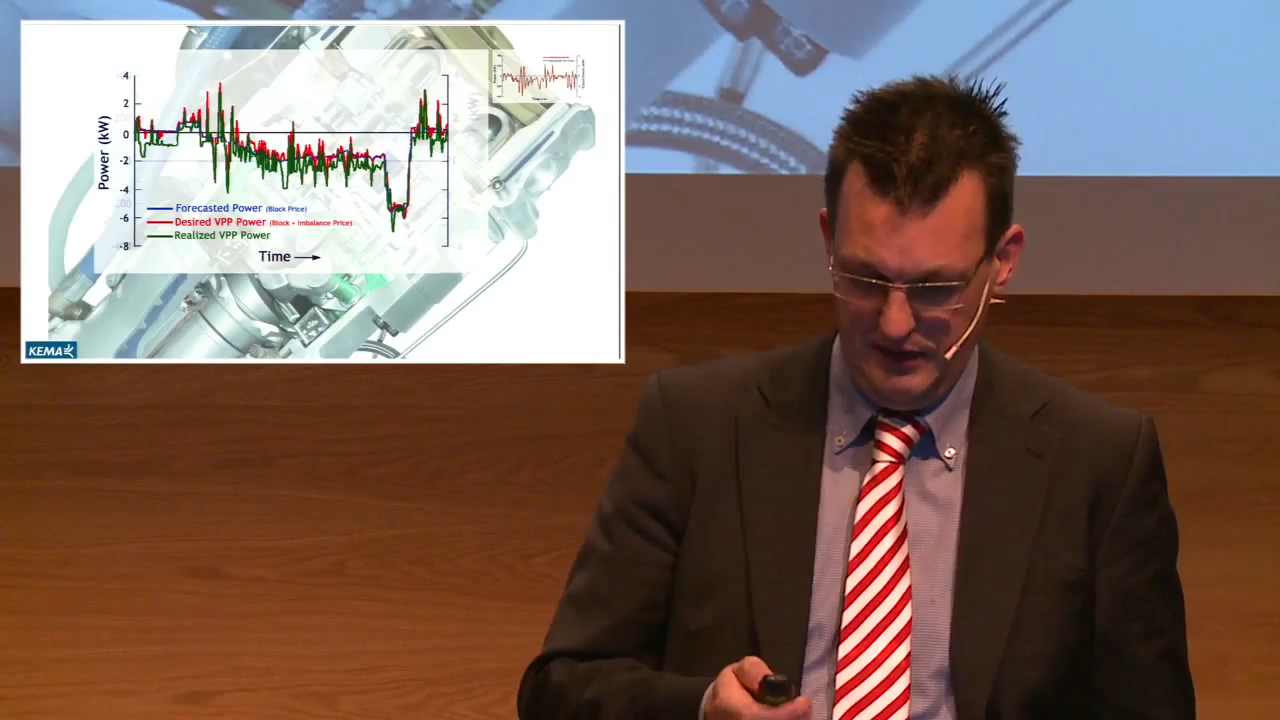 4
2
0
-2
-4
-6
-8
Power (kW)
Forecasted Power (Block Price)
Desired VPP Power (Block + Imbalance Price)
Realized VPP Power
Time
KEMA